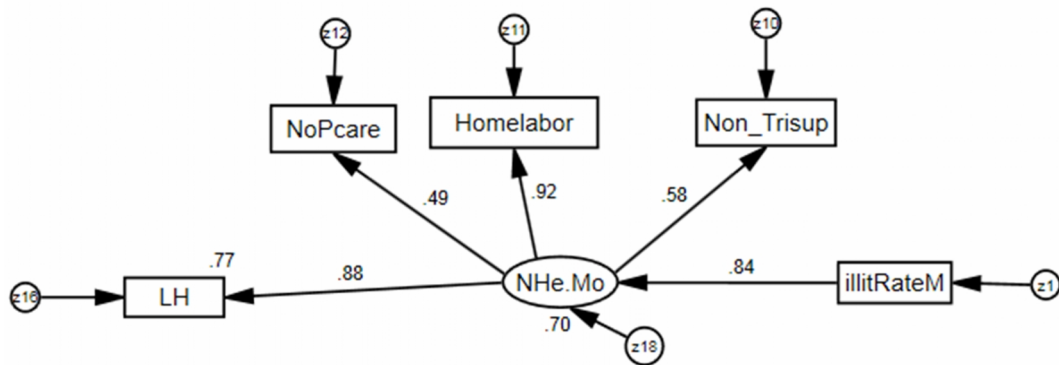 z12
z11
z10
NoPcare
Homelabor
Non_Trisup
.49
.92
.58
.77
.88
.84
z16
LH
NHe.Mo
illitRateM
z1
.70
z18